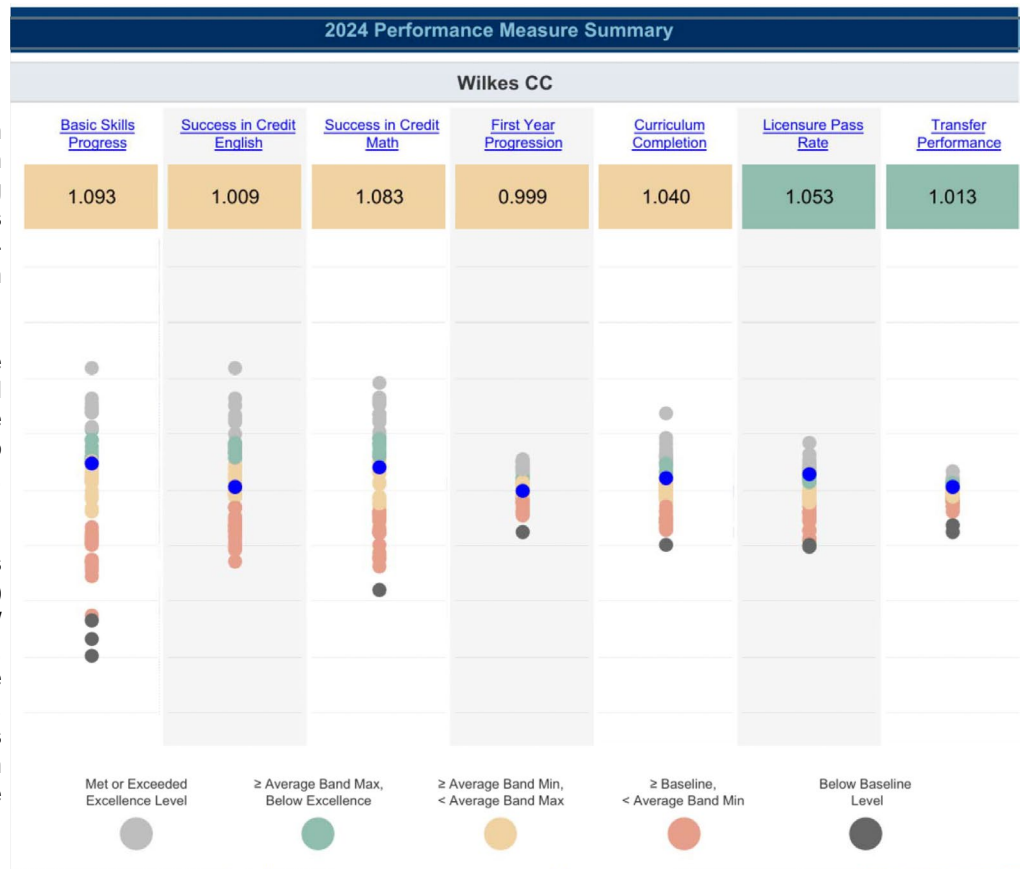 2024 Performance Measure Summary
Wilkes CC
Basic Skills Progress
Success in Credit English
Success in Credit Math
First Year Progression
Curriculum Completion
Licensure Pass Rate
Transfer Performance
1.093 1.009 1.083 0.999 1.040 1.053 1.013
Met or Exceeded Excellence Level
≥ Average Band Max, Below Excellence
≥ Average Band Min, < Average Band Max
≥ Baseline, < Average Band Min
Below Baseline Level